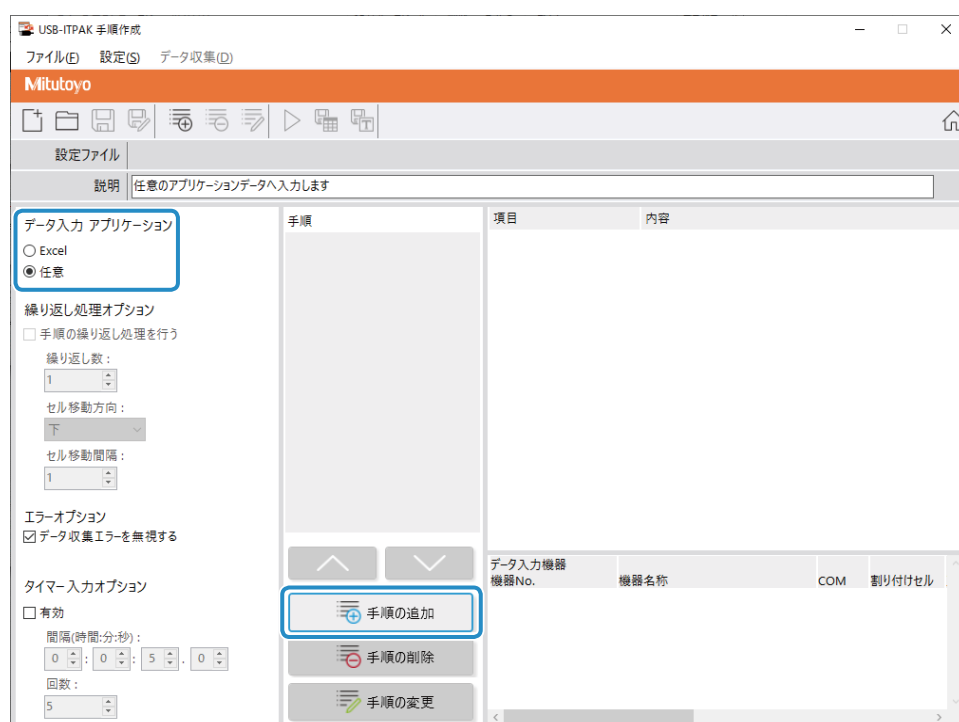 USB-ITPAK 手順作成
ファイル(F) 設定(S) データ収集(D)
Mitutoyo
設定ファイル
説明 任意のアプリケーションデータへ入力します
データ入力 アプリケーション
Excel
任意
繰り返し処理オプション
手順の繰り返し処理を行う
繰り返し数：
1
セル移動方向：
下
セル移動間隔：
1
エラーオプション
データ収集エラーを無視する
タイマー入力オプション
有効
間隔(時間:分:秒)：
0 : 0 : 5 . 0
回数：
5
手順
手順の追加
手順の削除
手順の変更
項目 内容
データ入力機器
機器No. 機器名称 COM 割り付けセル